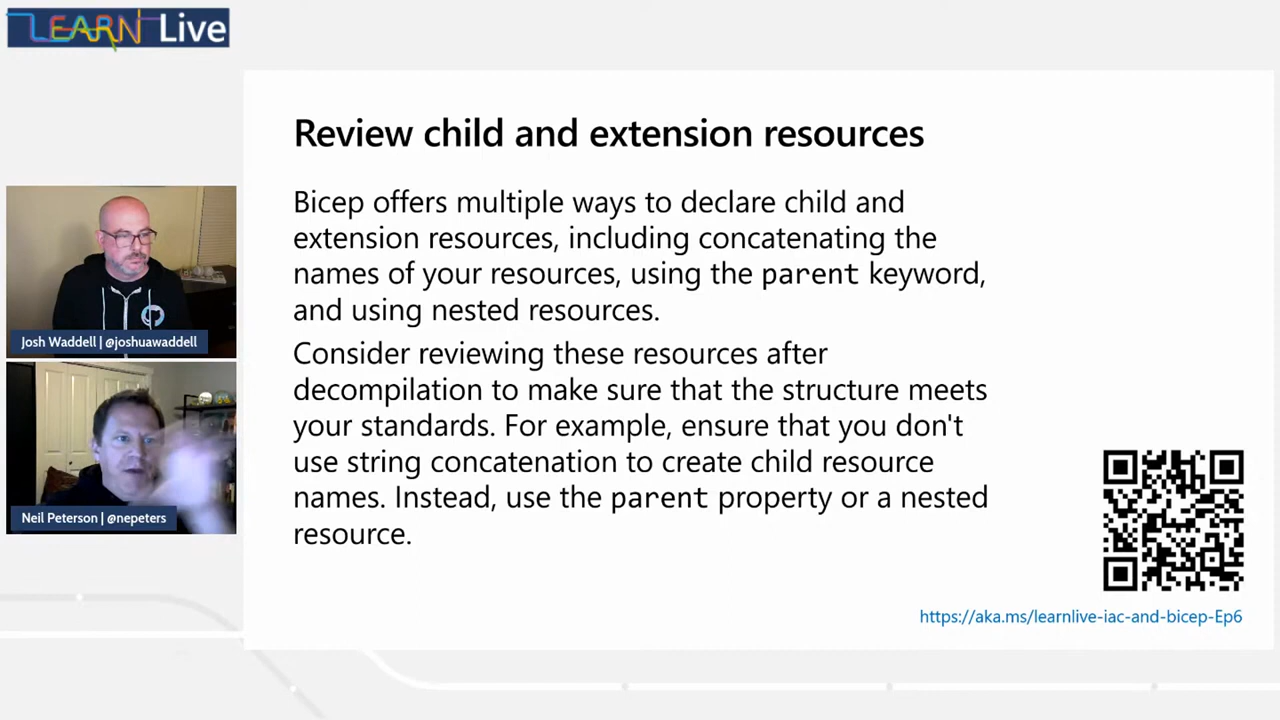 LEARN Live
Review child and extension resources
Bicep offers multiple ways to declare child and
extension resources, including concatenating the
names of your resources, using the parent keyword,
and using nested resources.
Consider reviewing these resources after
decompilation to make sure that the structure meets
your standards. For example, ensure that you don't
use string concatenation to create child resource
names. Instead, use the parent property or a nested
resource.
Josh Waddell | @joshuawaddell
Neil Peterson | @nepeters
https://aka.ms/learnlive-iac-and-bicep-Ep6